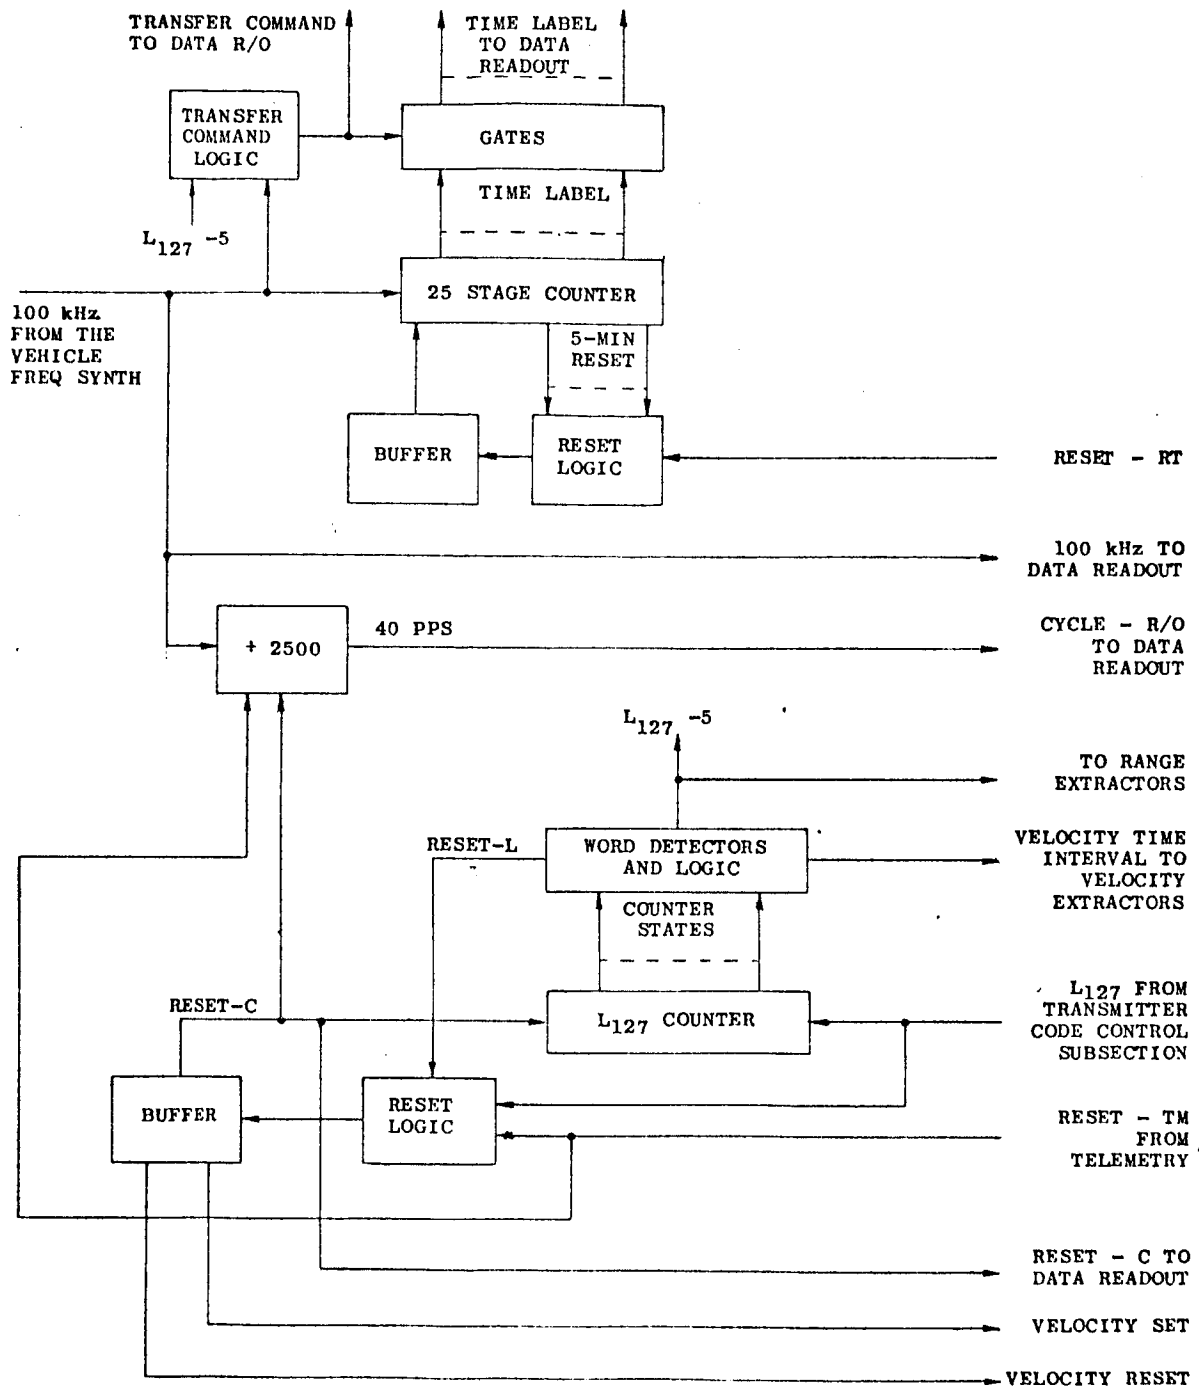 TRANSFER COMMAND
TO DATA R/O
TIME LABEL
TO DATA
READOUT
TRANSFER
COMMAND
LOGIC
GATES
TIME LABEL
L127 -5
25 STAGE COUNTER
100 kHz
FROM THE
VEHICLE
FREQ SYNTH
5-MIN
RESET
BUFFER
RESET
LOGIC
RESET - RT
100 kHz TO
DATA READOUT
+ 2500
40 PPS
CYCLE - R/O
TO DATA
READOUT
L127 -5
TO RANGE
EXTRACTORS
RESET-L
WORD DETECTORS
AND LOGIC
VELOCITY TIME
INTERVAL TO
VELOCITY
EXTRACTORS
COUNTER
STATES
RESET-C
L127 COUNTER
L127 FROM
TRANSMITTER
CODE CONTROL
SUBSECTION
BUFFER
RESET
LOGIC
RESET - TM
FROM
TELEMETRY
RESET - C TO
DATA READOUT
VELOCITY SET
VELOCITY RESET